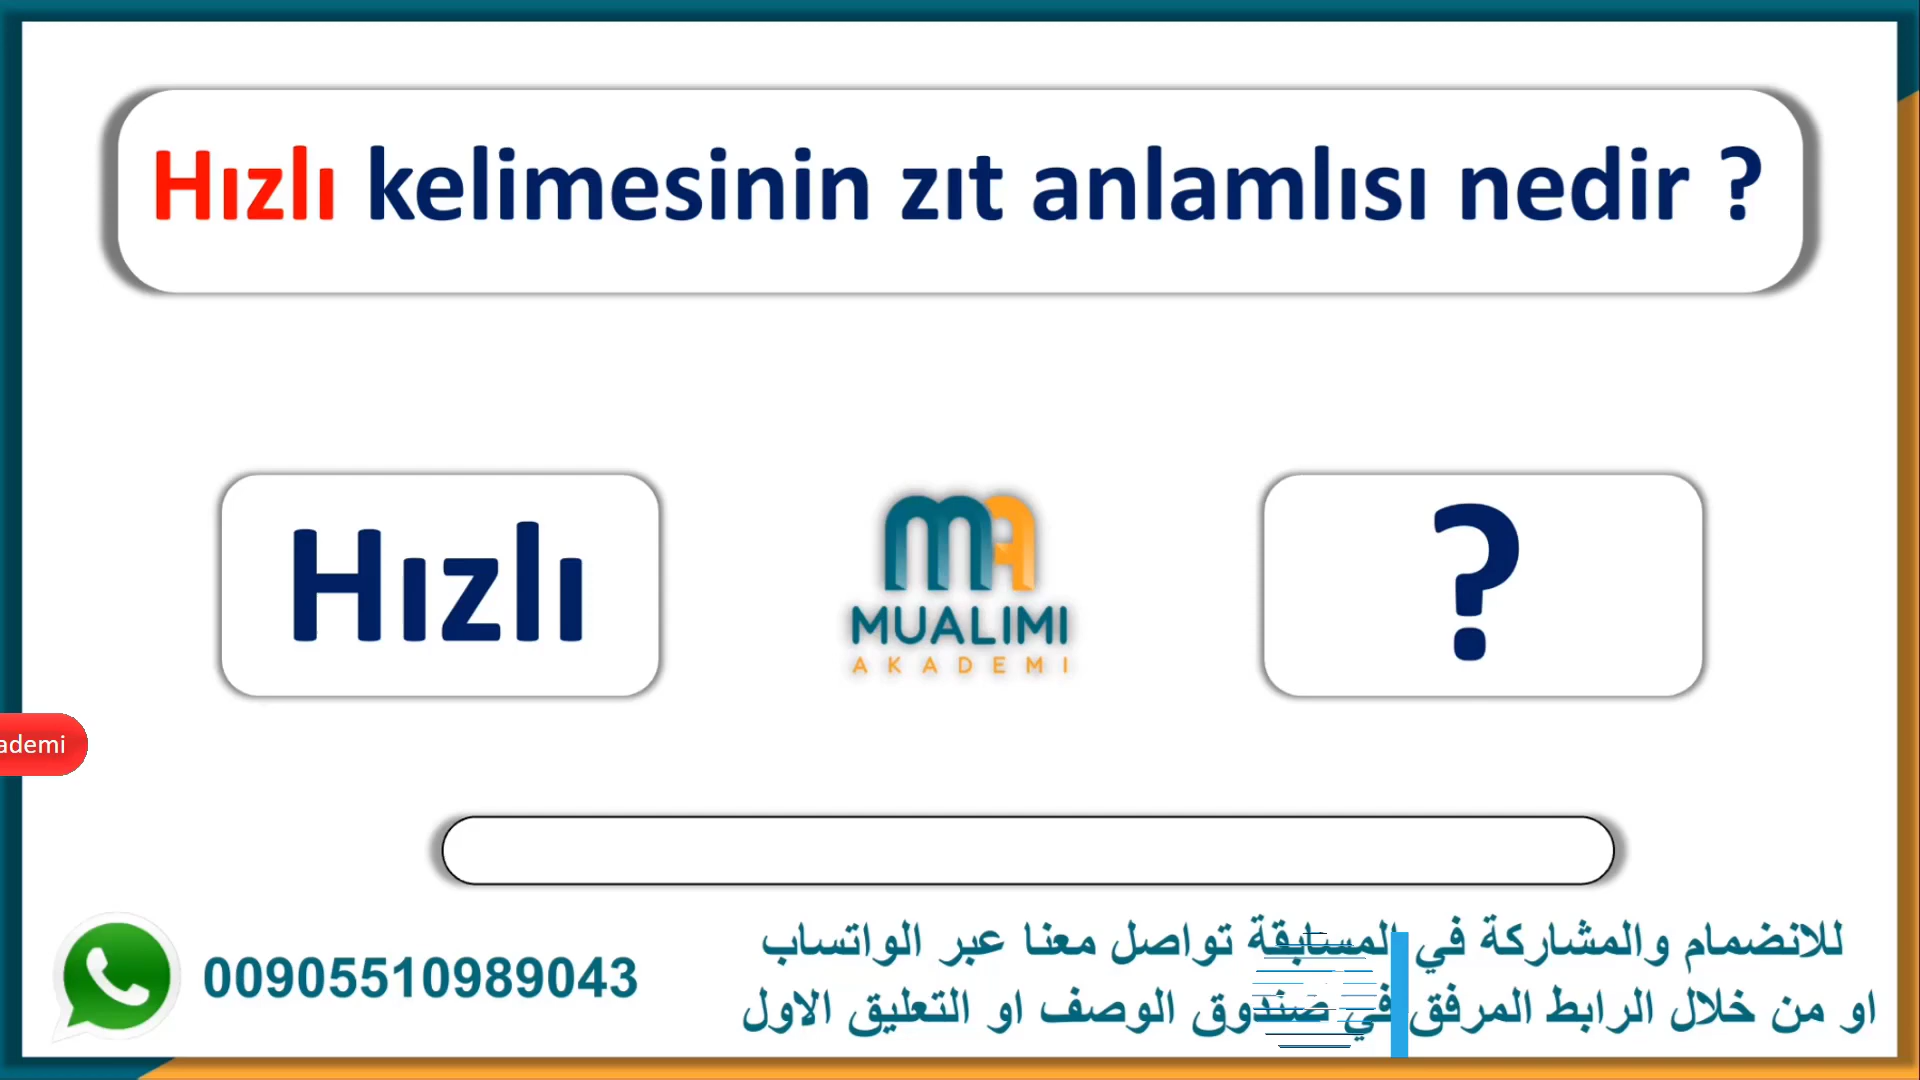 Hızlı kelimesinin zıt anlamlısı nedir ?
Hızlı
MUALIMI
AKADEMI
?
ademi
00905510989043
للانضمام والمشاركة في المسابقة تواصل معنا عبر الواتساب
او من خلال الرابط المرفق في صندوق الوصف او التعليق الاول